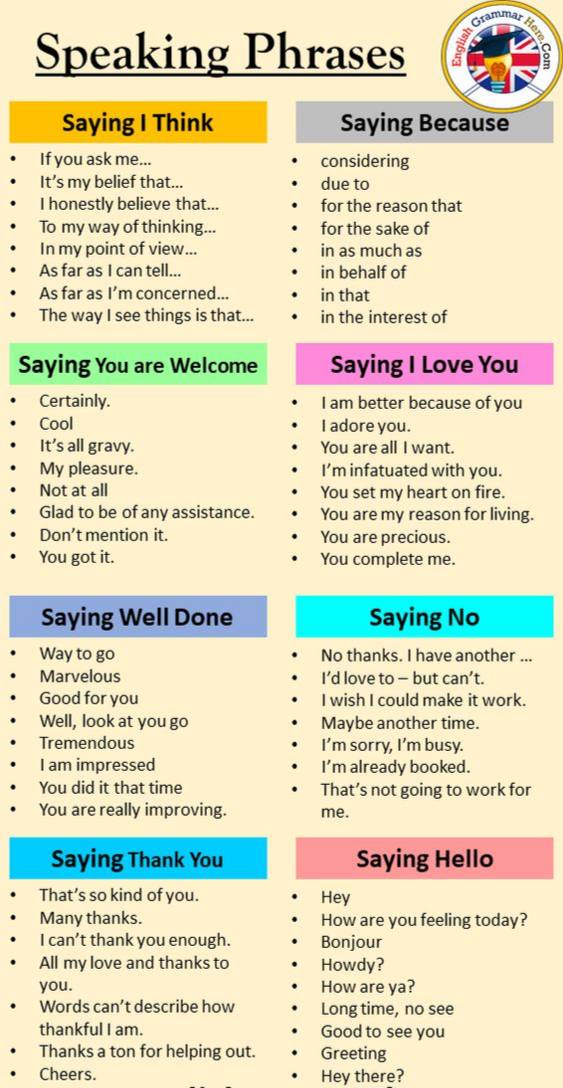 Speaking Phrases
English Grammar Here.Com
Saying I Think
• If you ask me...
• It's my belief that...
• I honestly believe that...
• To my way of thinking...
• In my point of view...
• As far as I can tell...
• As far as I'm concerned...
• The way I see things is that...
Saying Because
• considering
• due to
• for the reason that
• for the sake of
• in as much as
• in behalf of
• in that
• in the interest of
Saying You are Welcome
• Certainly.
• Cool
• It's all gravy.
• My pleasure.
• Not at all
• Glad to be of any assistance.
• Don't mention it.
• You got it.
Saying I Love You
• I am better because of you
• I adore you.
• You are all I want.
• I'm infatuated with you.
• You set my heart on fire.
• You are my reason for living.
• You are precious.
• You complete me.
Saying Well Done
• Way to go
• Marvelous
• Good for you
• Well, look at you go
• Tremendous
• I am impressed
• You did it that time
• You are really improving.
Saying No
• No thanks. I have another ...
• I'd love to – but can't.
• I wish I could make it work.
• Maybe another time.
• I'm sorry, I'm busy.
• I'm already booked.
• That's not going to work for
me.
Saying Thank You
• That's so kind of you.
• Many thanks.
• I can't thank you enough.
• All my love and thanks to
you.
• Words can't describe how
thankful I am.
• Thanks a ton for helping out.
• Cheers.
Saying Hello
• Hey
• How are you feeling today?
• Bonjour
• Howdy?
• How are ya?
• Long time, no see
• Good to see you
• Greeting
• Hey there?